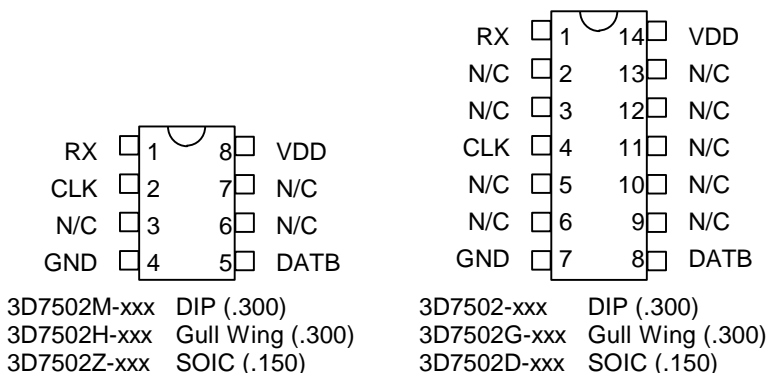 RX 1 8 VDD
CLK 2 7 N/C
N/C 3 6 N/C
GND 4 5 DATB
3D7502M-xxx DIP (.300)
3D7502H-xxx Gull Wing (.300)
3D7502Z-xxx SOIC (.150)
RX 1 14 VDD
N/C 2 13 N/C
N/C 3 12 N/C
CLK 4 11 N/C
N/C 5 10 N/C
N/C 6 9 N/C
GND 7 8 DATB
3D7502-xxx DIP (.300)
3D7502G-xxx Gull Wing (.300)
3D7502D-xxx SOIC (.150)